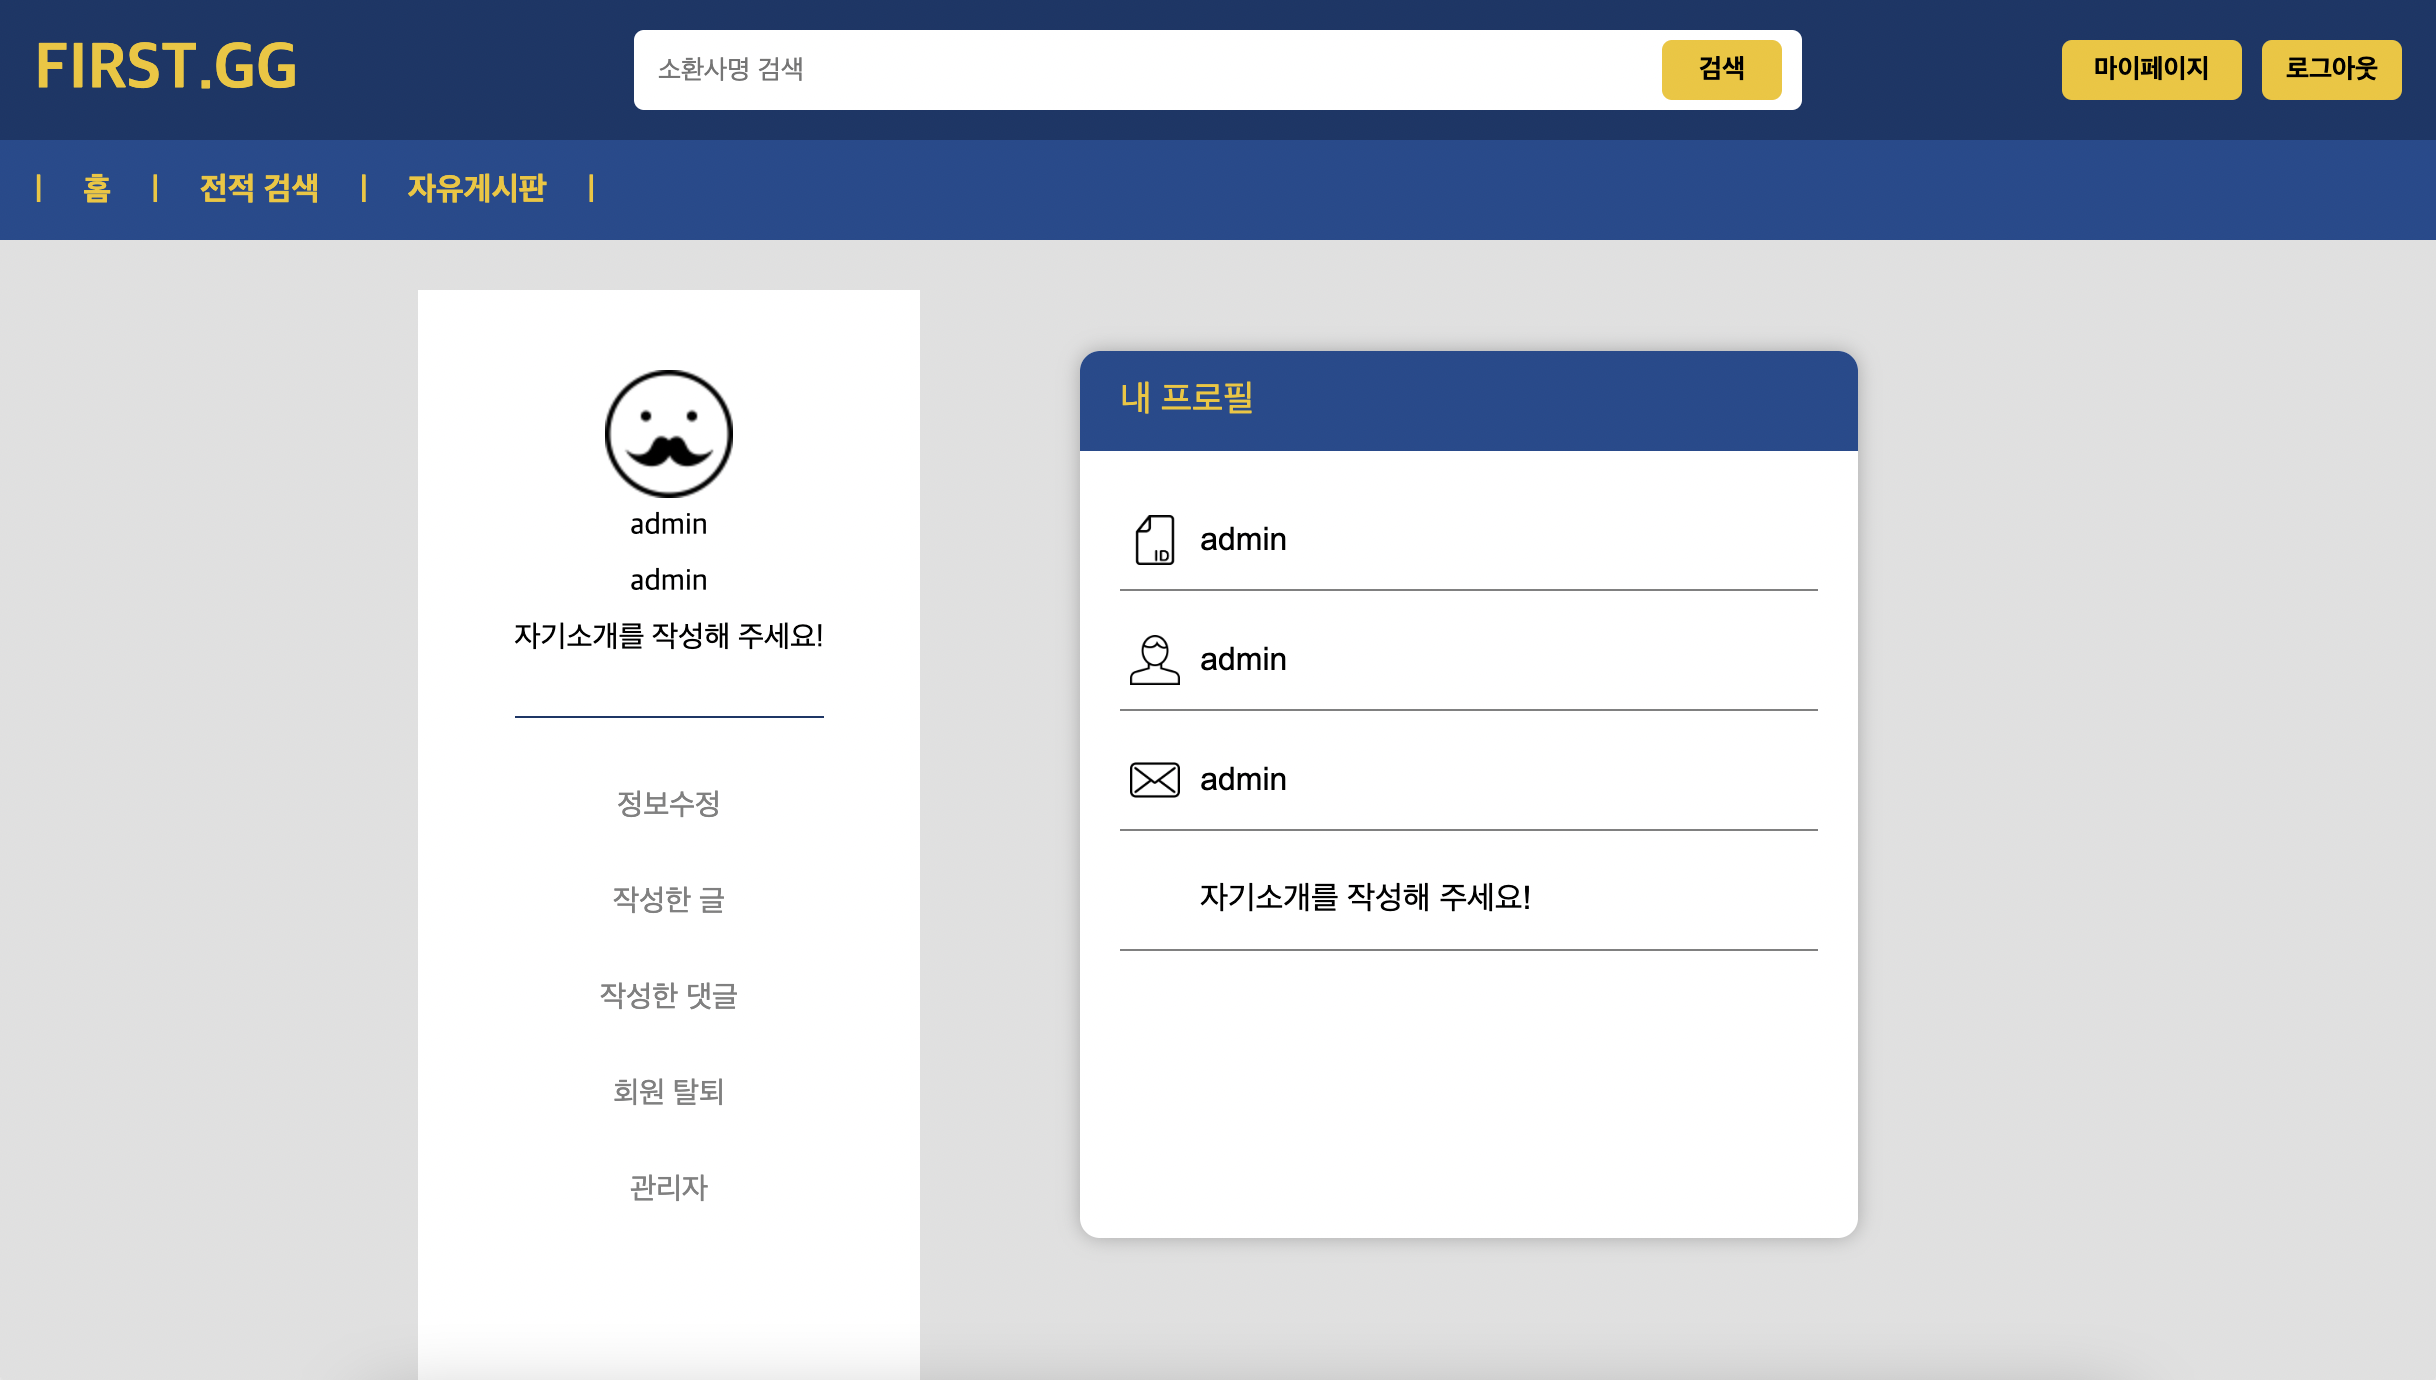 FIRST.GG
소환사명 검색
검색
마이페이지
로그아웃
| 홈 | 전적 검색 | 자유게시판 |
admin
admin
자기소개를 작성해 주세요!
정보수정
작성한 글
작성한 댓글
회원 탈퇴
관리자
내 프로필
ID
admin
admin
admin
자기소개를 작성해 주세요!